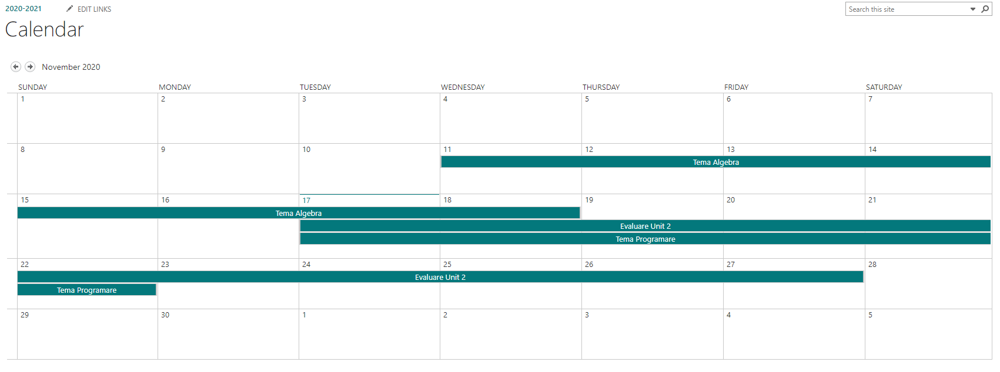 2020-2021 EDIT LINKS Search this site
Calendar
November 2020
SUNDAY MONDAY TUESDAY WEDNESDAY THURSDAY FRIDAY SATURDAY
1 2 3 4 5 6 7
8 9 10 11 12 13 14
Tema Algebra
15 16 17 18 19 20 21
Tema Algebra
Evaluare Unit 2
Tema Programare
22 23 24 25 26 27 28
Evaluare Unit 2
Tema Programare
29 30 1 2 3 4 5